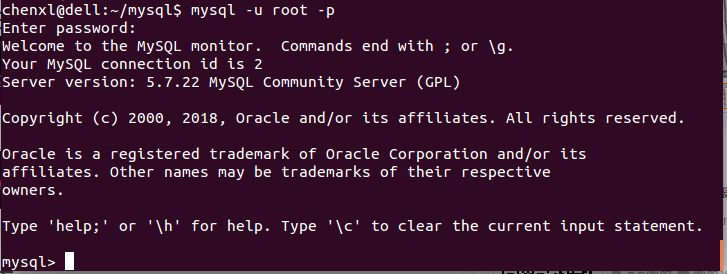 chenxl@dell:~/mysql$ mysql -u root -p
Enter password:
Welcome to the MySQL monitor.  Commands end with ; or \g.
Your MySQL connection id is 2
Server version: 5.7.22 MySQL Community Server (GPL)
Copyright (c) 2000, 2018, Oracle and/or its affiliates. All rights reserved.
Oracle is a registered trademark of Oracle Corporation and/or its
affiliates. Other names may be trademarks of their respective
owners.
Type 'help;' or '\h' for help. Type '\c' to clear the current input statement.
mysql>